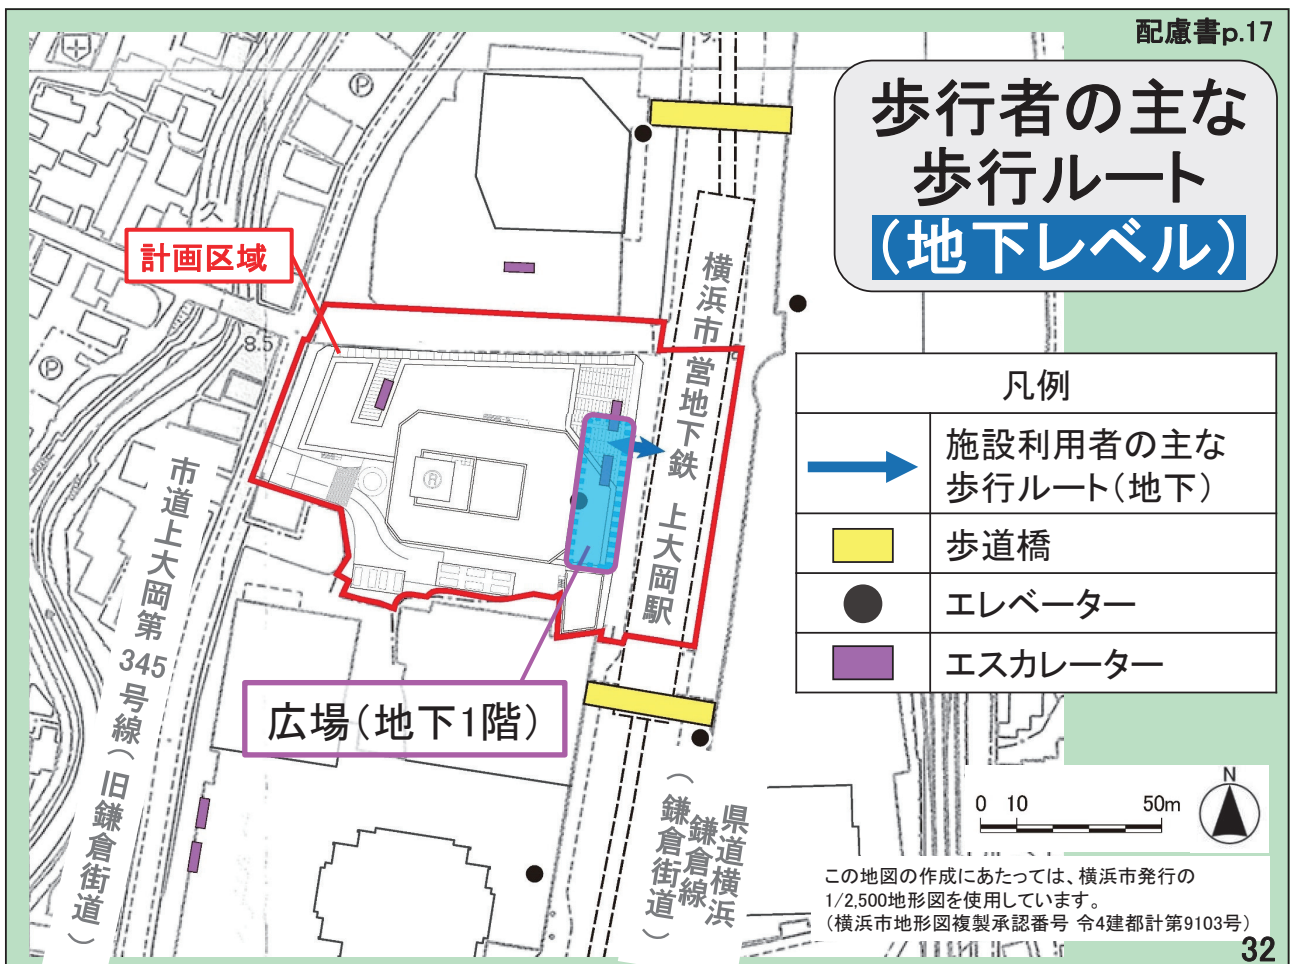 配慮書p.17
歩行者の主な
歩行ルート
(地下レベル)
計画区域
8.5
久
P
P
R
横浜市営地下鉄 上大岡駅
市道上大岡第345号線(旧鎌倉街道)
広場(地下1階)
県道横浜
鎌倉線
(鎌倉街道)
凡例
施設利用者の主な
歩行ルート(地下)
歩道橋
エレベーター
エスカレーター
N
0 10 50m
この地図の作成にあたっては、横浜市発行の
1/2,500地形図を使用しています。
(横浜市地形図複製承認番号 令4建都計第9103号)
32